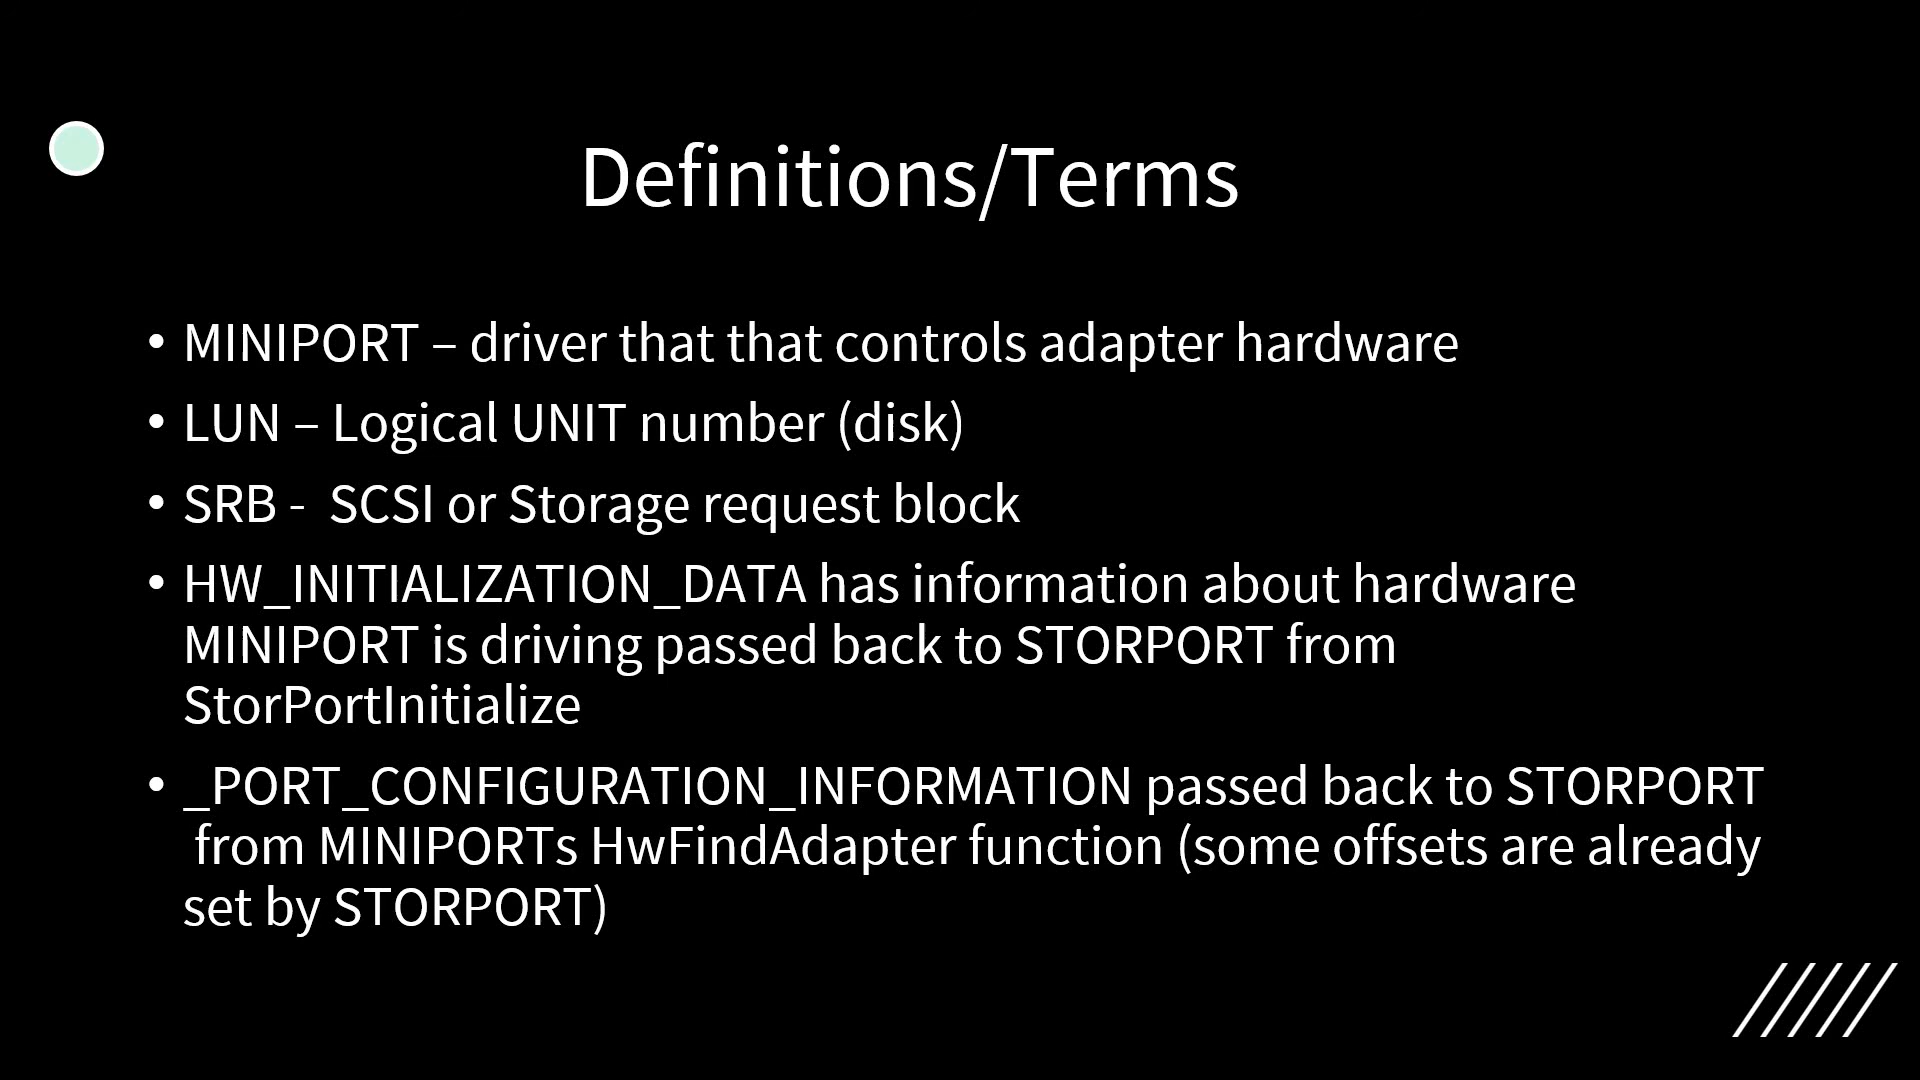 Definitions/Terms
• MINIPORT – driver that that controls adapter hardware
• LUN – Logical UNIT number (disk)
• SRB -  SCSI or Storage request block
• HW_INITIALIZATION_DATA has information about hardware
MINIPORT is driving passed back to STORPORT from
StorPortInitialize
• _PORT_CONFIGURATION_INFORMATION passed back to STORPORT
from MINIPORTs HwFindAdapter function (some offsets are already
set by STORPORT)